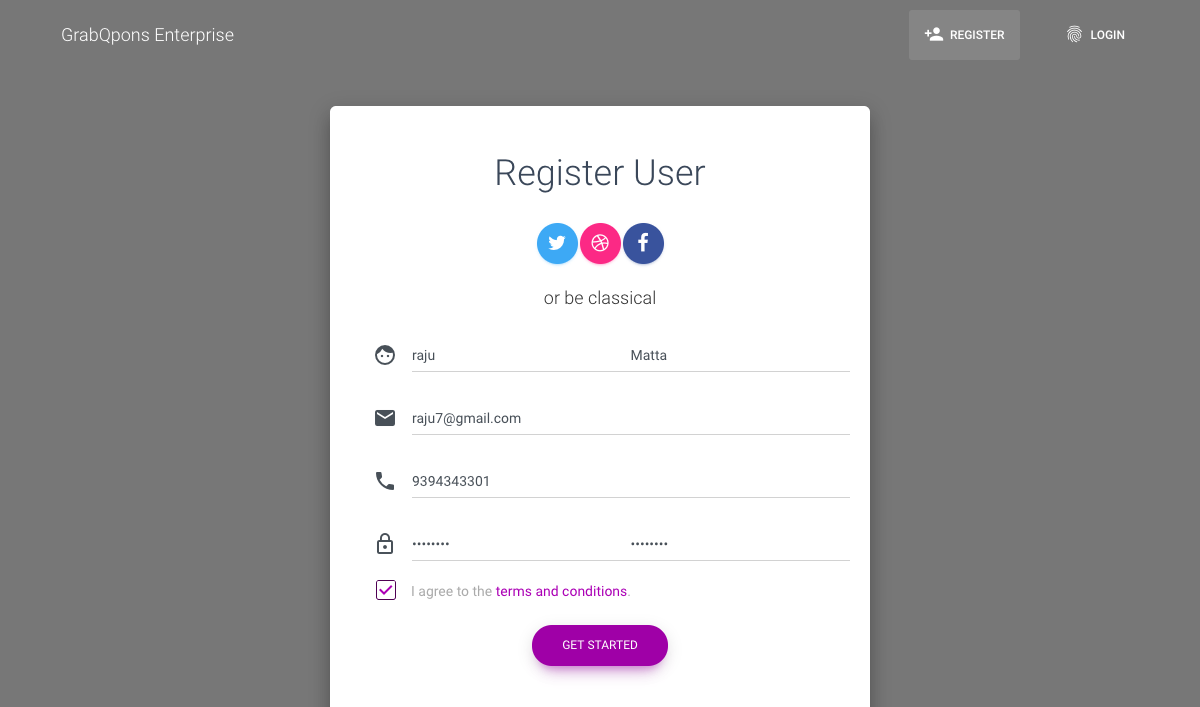 GrabQpons Enterprise
REGISTER
LOGIN
Register User
or be classical
raju Matta
raju7@gmail.com
9394343301
•••••••• ••••••••
I agree to the terms and conditions.
GET STARTED